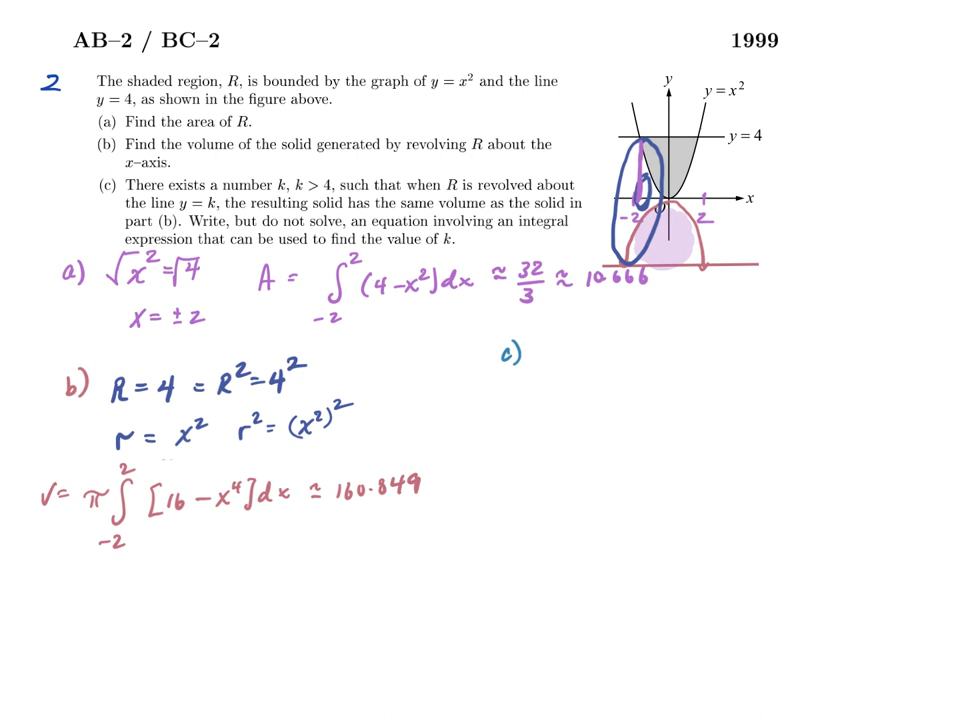 AB–2 / BC–2
1999
2
The shaded region, R, is bounded by the graph of y = x² and the line
y = 4, as shown in the figure above.
(a) Find the area of R.
(b) Find the volume of the solid generated by revolving R about the
x–axis.
(c) There exists a number k, k > 4, such that when R is revolved about
the line y = k, the resulting solid has the same volume as the solid in
part (b). Write, but do not solve, an equation involving an integral
expression that can be used to find the value of k.
y
y = x²
y = 4
x
-2
2
a) √x² = √4
x = ± 2
A = ∫₋₂² (4-x²)dx ≈ 32/3 ≈ 10.666
b) R = 4 = R² = 4²
r = x² r² = (x²)²
V = π ∫₋₂² [16 - x⁴]dx ≈ 160.849
c)